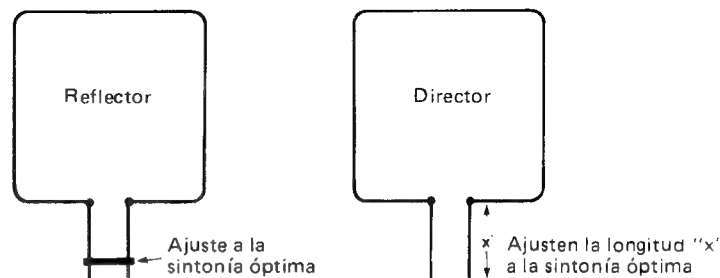 Reflector
Director
Ajuste a la
sintonía óptima
x
Ajusten la longitud "x"
a la sintonía óptima